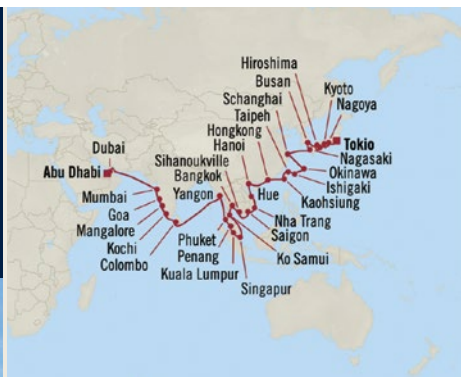 Hiroshima
Busan
Schanghai
Kyoto
Nagoya
Taipeh
Hongkong
Hanoi
Tokio
Dubai
Sihanoukville
Nagasaki
Abu Dhabi
Bangkok
Okinawa
Yangon
Hue
Ishigaki
Mumbai
Kaohsiung
Goa
Nha Trang
Mangalore
Phuket
Saigon
Kochi
Penang
Ko Samui
Colombo
Kuala Lumpur
Singapur